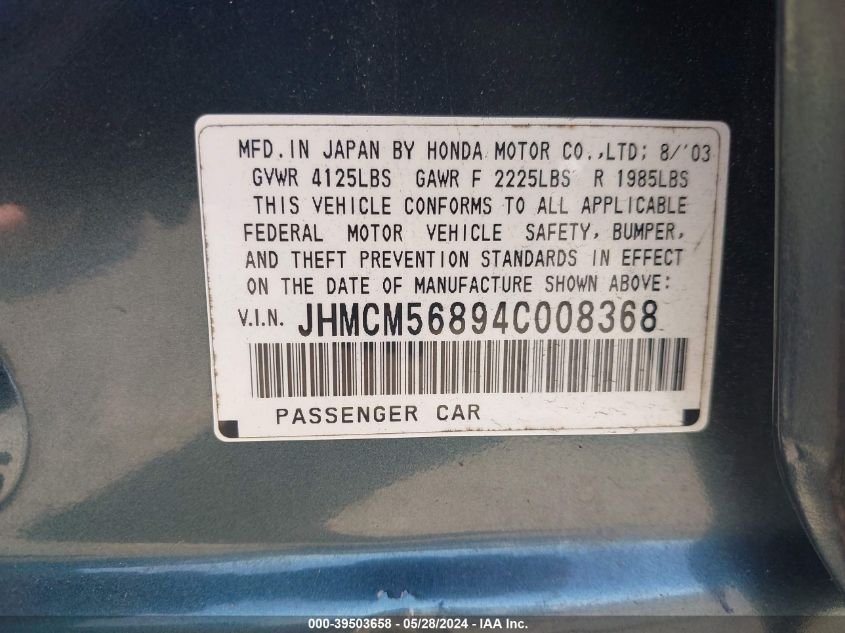 MFD.IN JAPAN BY HONDA MOTOR CO.,LTD; 8/'03
GVWR 4125LBS GAWR F 2225LBS R 1985LBS
THIS VEHICLE CONFORMS TO ALL APPLICABLE
FEDERAL MOTOR VEHICLE SAFETY, BUMPER,
AND THEFT PREVENTION STANDARDS IN EFFECT
ON THE DATE OF MANUFACTURE SHOWN ABOVE:
V.I.N. JHMCM56894C008368
PASSENGER CAR
000-39503658 - 05/28/2024 - IAA Inc.